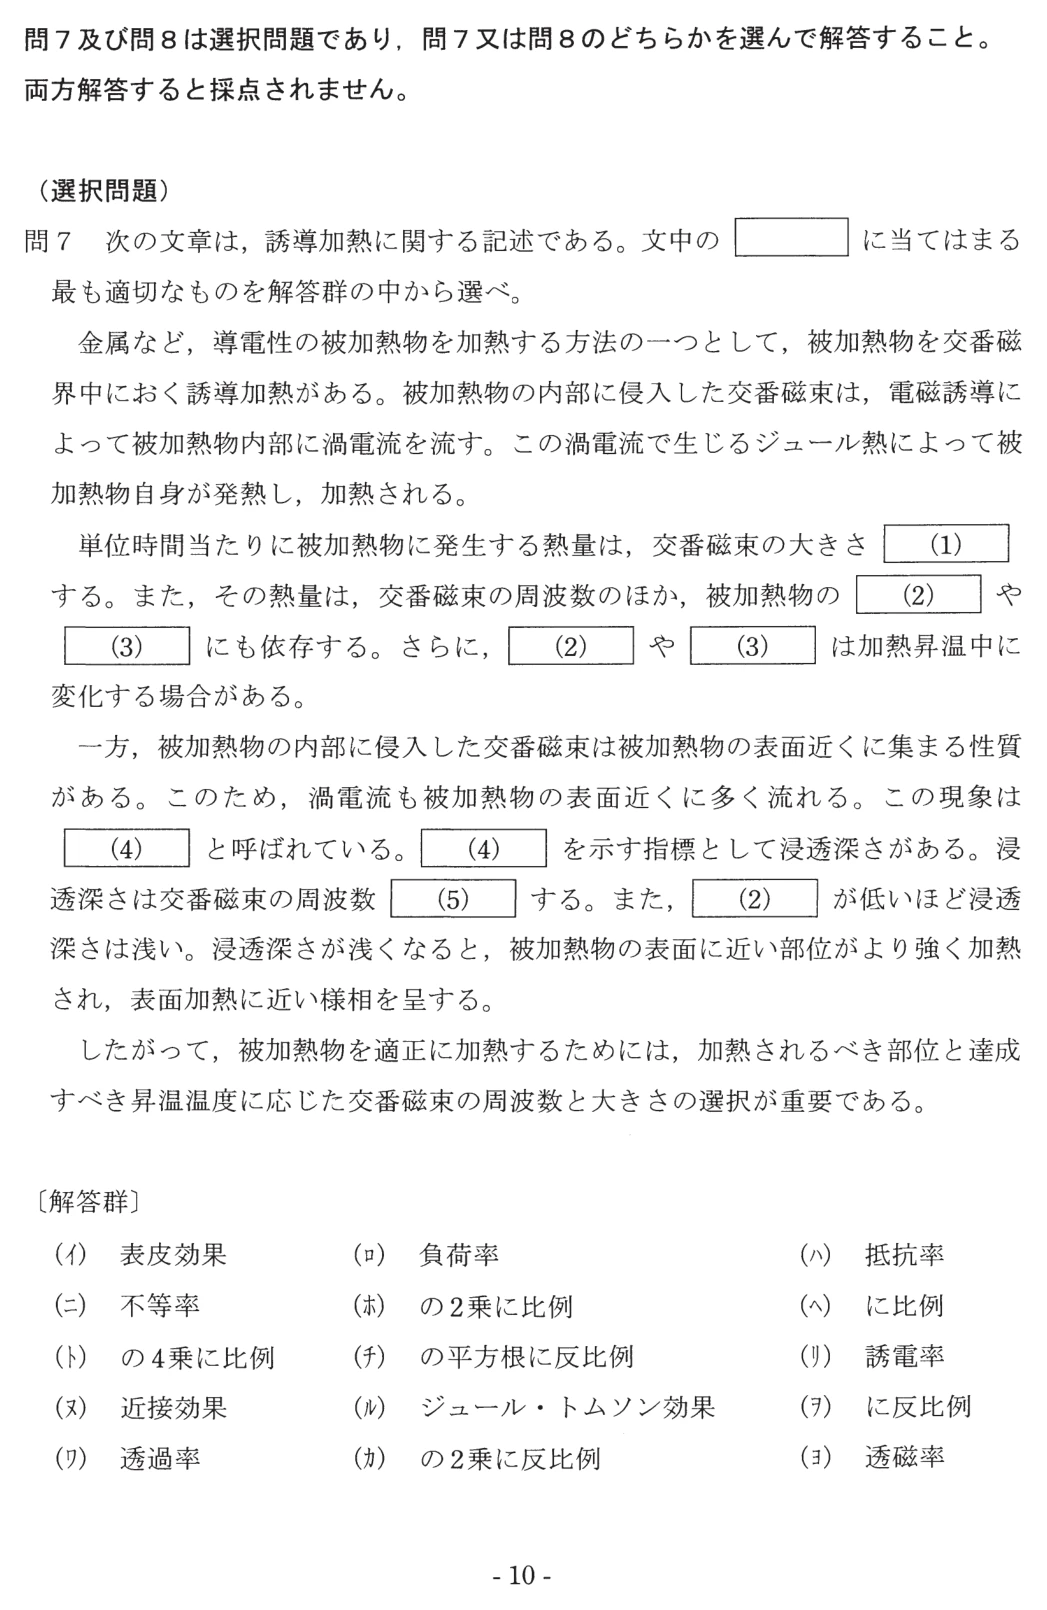 問7及び問8は選択問題であり，問7又は問8のどちらかを選んで解答すること。
両方解答すると採点されません。
（選択問題）
問7　次の文章は，誘導加熱に関する記述である。文中の　　　に当てはまる
最も適切なものを解答群の中から選べ。
金属など，導電性の被加熱物を加熱する方法の一つとして，被加熱物を交番磁
界中におく誘導加熱がある。被加熱物の内部に侵入した交番磁束は，電磁誘導に
よって被加熱物内部に渦電流を流す。この渦電流で生じるジュール熱によって被
加熱物自身が発熱し，加熱される。
単位時間当たりに被加熱物に発生する熱量は，交番磁束の大きさ (1)
する。また，その熱量は，交番磁束の周波数のほか，被加熱物の (2) や
(3) にも依存する。さらに， (2) や (3) は加熱昇温中に
変化する場合がある。
一方，被加熱物の内部に侵入した交番磁束は被加熱物の表面近くに集まる性質
がある。このため，渦電流も被加熱物の表面近くに多く流れる。この現象は
(4) と呼ばれている。 (4) を示す指標として浸透深さがある。浸
透深さは交番磁束の周波数 (5) する。また， (2) が低いほど浸透
深さは浅い。浸透深さが浅くなると，被加熱物の表面に近い部位がより強く加熱
され，表面加熱に近い様相を呈する。
したがって，被加熱物を適正に加熱するためには，加熱されるべき部位と達成
すべき昇温温度に応じた交番磁束の周波数と大きさの選択が重要である。
〔解答群〕
(イ)　表皮効果　(ロ)　負荷率　(ハ)　抵抗率
(ニ)　不等率　(ホ)　の2乗に比例　(ヘ)　に比例
(ト)　の4乗に比例　(チ)　の平方根に反比例　(リ)　誘電率
(ヌ)　近接効果　(ル)　ジュール・トムソン効果　(ヲ)　に反比例
(ワ)　透過率　(カ)　の2乗に反比例　(ヨ)　透磁率
- 10 -